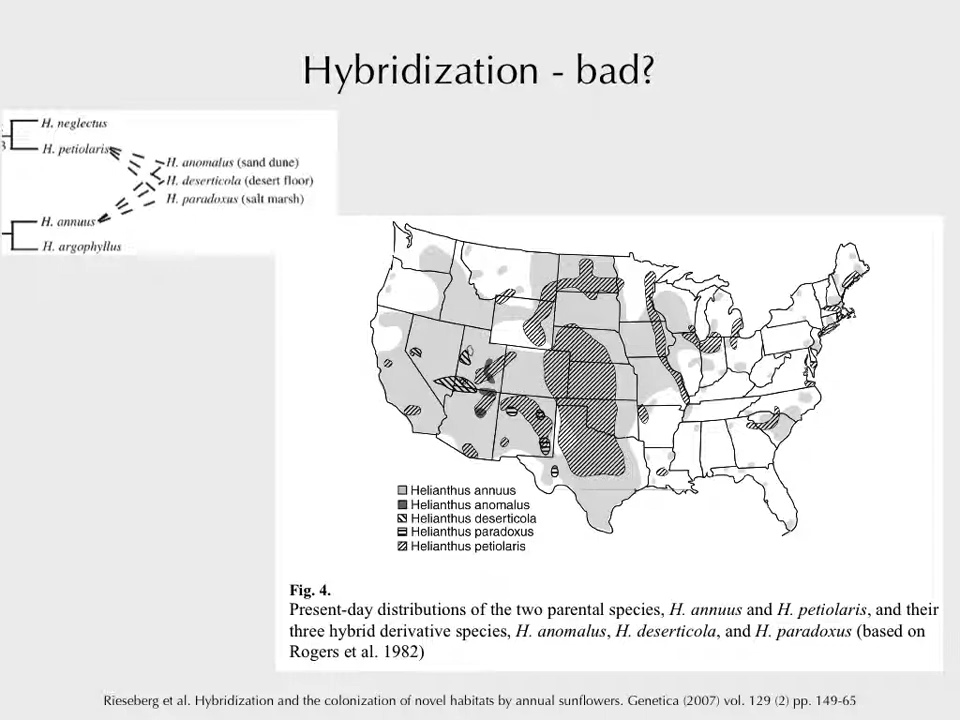 Hybridization - bad?
H. neglectus
H. petiolaris
H. anomalus (sand dune)
H. deserticola (desert floor)
H. paradoxus (salt marsh)
H. annuus
H. argophyllus
Helianthus annuus
Helianthus anomalus
Helianthus deserticola
Helianthus paradoxus
Helianthus petiolaris
Fig. 4.
Present-day distributions of the two parental species, H. annuus and H. petiolaris, and their
three hybrid derivative species, H. anomalus, H. deserticola, and H. paradoxus (based on
Rogers et al. 1982)
Rieseberg et al. Hybridization and the colonization of novel habitats by annual sunflowers. Genetica (2007) vol. 129 (2) pp. 149-65